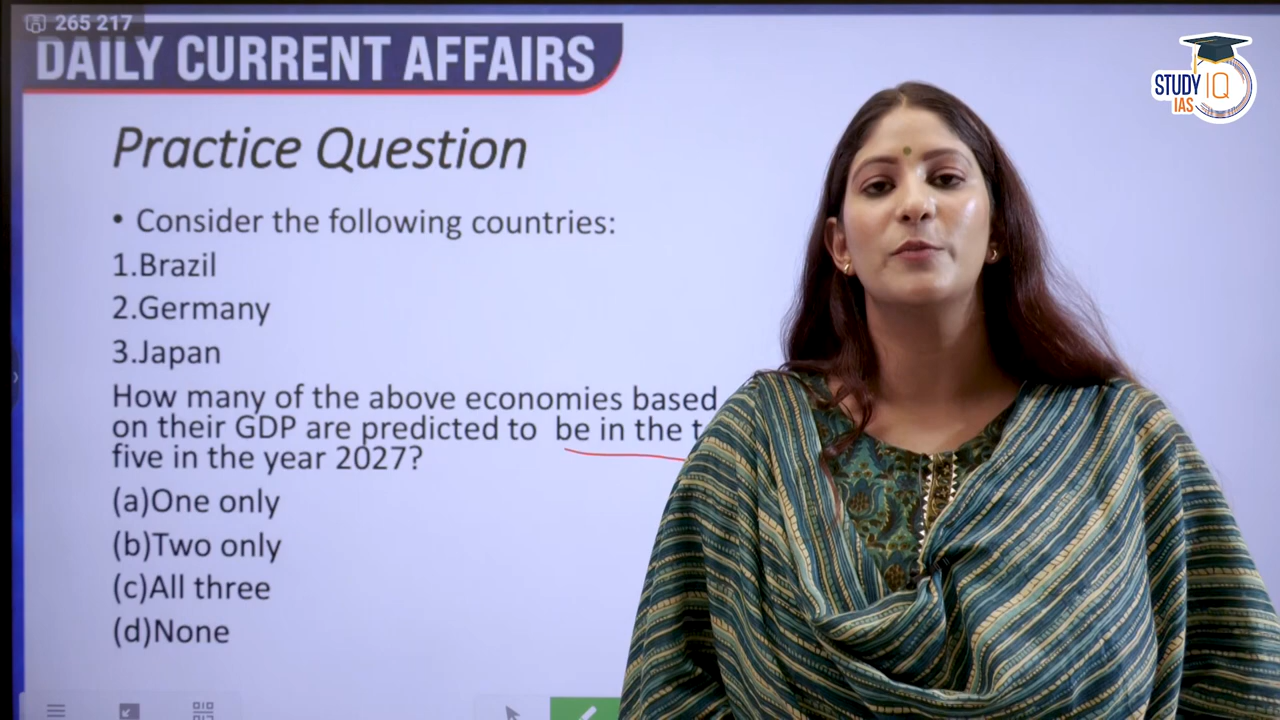 265 217
DAILY CURRENT AFFAIRS
STUDY IQ
IAS
Practice Question
• Consider the following countries:
1.Brazil
2.Germany
3.Japan
How many of the above economies based
on their GDP are predicted to be in the
five in the year 2027?
(a)One only
(b)Two only
(c)All three
(d)None